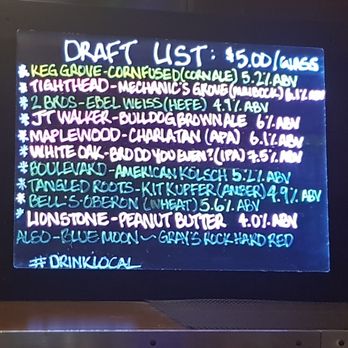 DRAFT LIST: $5.00/GLASS
* KEG GROVE-CORNFUSED (CORN ALE) 5.2% ABV
* TIGHTHEAD-MECHANIC'S GROVE (MAIBOCK) 6.1% ABV
* 2 BROS-EDEL WEISS (HEFE) 4.9% ABV
* JT WALKER-BULLDOG BROWN ALE 6% ABV
* MAPLEWOOD-CHARLATAN (APA) 6.1% ABV
* WHITE OAK-BRO DO YOU EVEN? (IPA) 7.5% ABV
* BOULEVARD-AMERICAN KÖLSCH 5.2% ABV
* TANGLED ROOTS-KIT KUPFER (AMBER) 4.9% ABV
* BELL'S-OBERON (WHEAT) 5.6% ABV
* LIONSTONE-PEANUT BUTTER 4.0% ABV
ALSO-BLUE MOON ~ GRAY'S ROCK HARD RED
#DRINKLOCAL